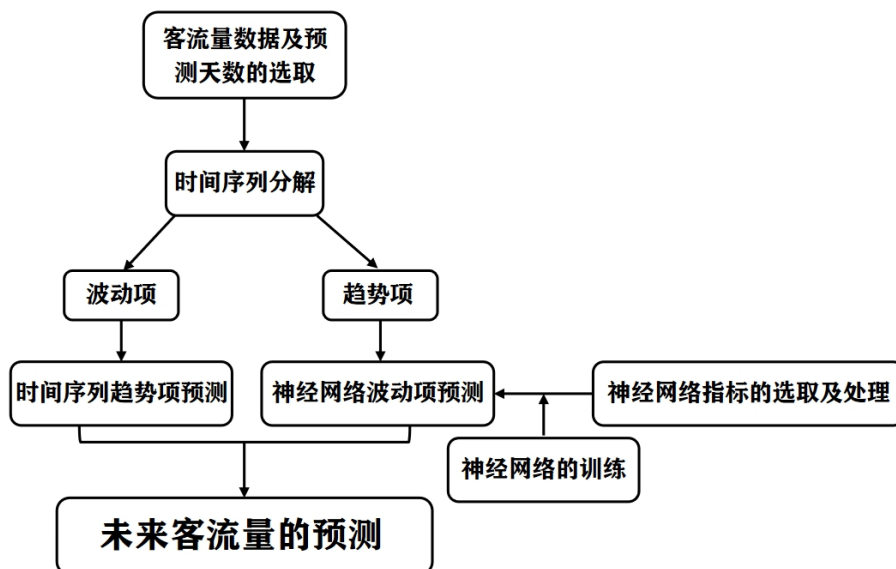 客流量数据及预
测天数的选取
时间序列分解
波动项
趋势项
时间序列趋势项预测
神经网络波动项预测
神经网络指标的选取及处理
神经网络的训练
未来客流量的预测